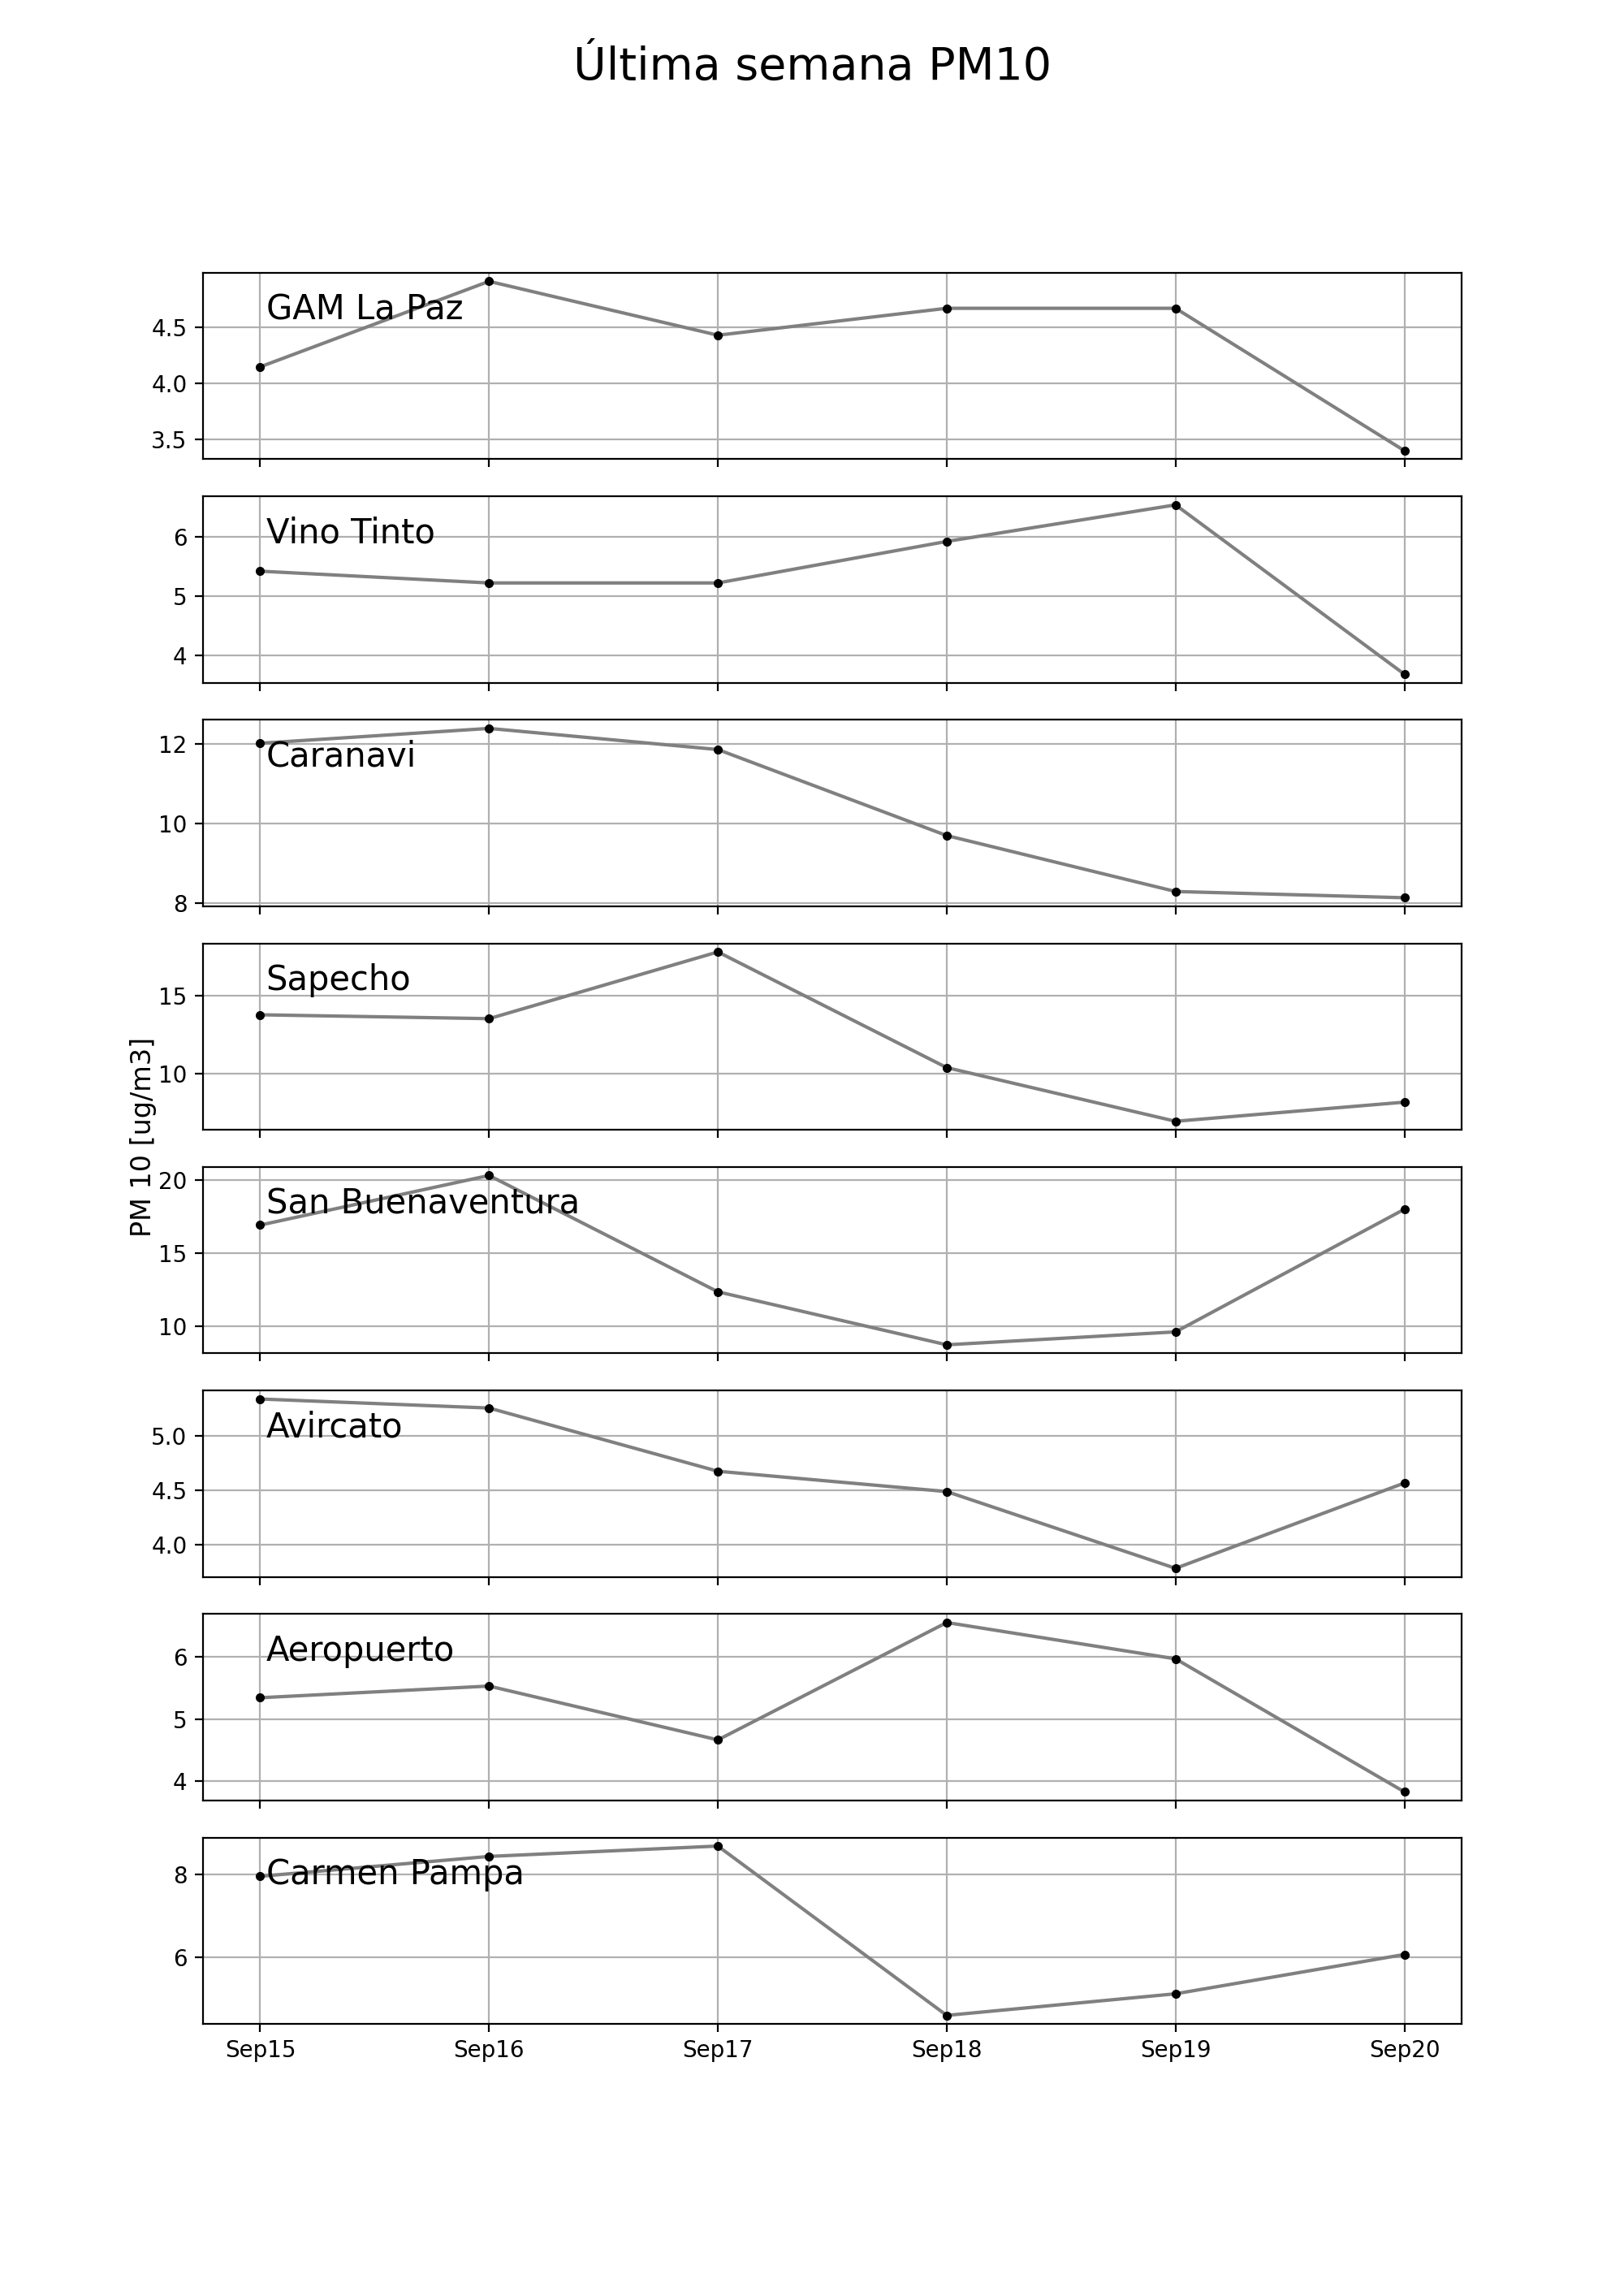 Última semana PM10
GAM La Paz
4.5
4.0
3.5
Vino Tinto
6
5
4
Caranavi
12
10
8
Sapecho
15
10
PM 10 [ug/m3]
San Buenaventura
20
15
10
Avircato
5.0
4.5
4.0
Aeropuerto
6
5
4
Carmen Pampa
8
6
Sep15 Sep16 Sep17 Sep18 Sep19 Sep20